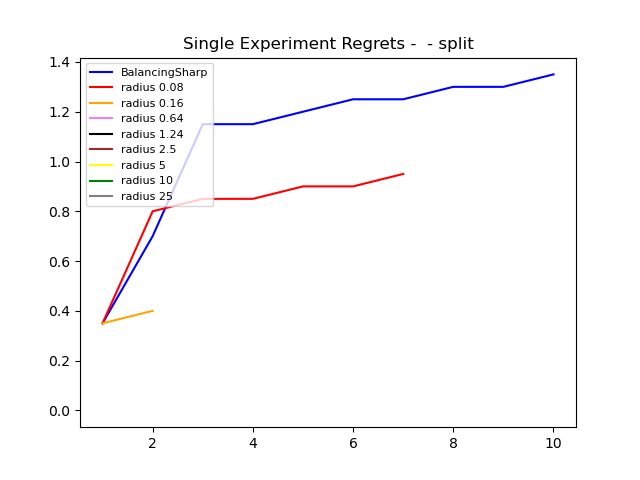 Single Experiment Regrets -  - split
1.4
1.2
1.0
0.8
0.6
0.4
0.2
0.0
BalancingSharp
radius 0.08
radius 0.16
radius 0.64
radius 1.24
radius 2.5
radius 5
radius 10
radius 25
2
4
6
8
10